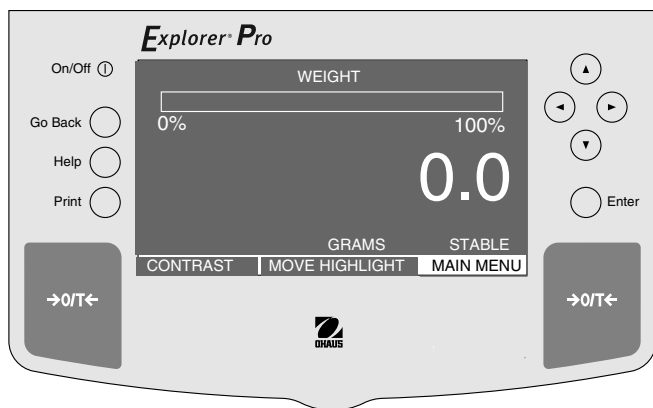 Explorer® Pro
On/Off
Go Back
Help
Print
WEIGHT
0% 100%
0.0
GRAMS STABLE
CONTRAST MOVE HIGHLIGHT MAIN MENU
Enter
→0/T← →0/T←
OHAUS